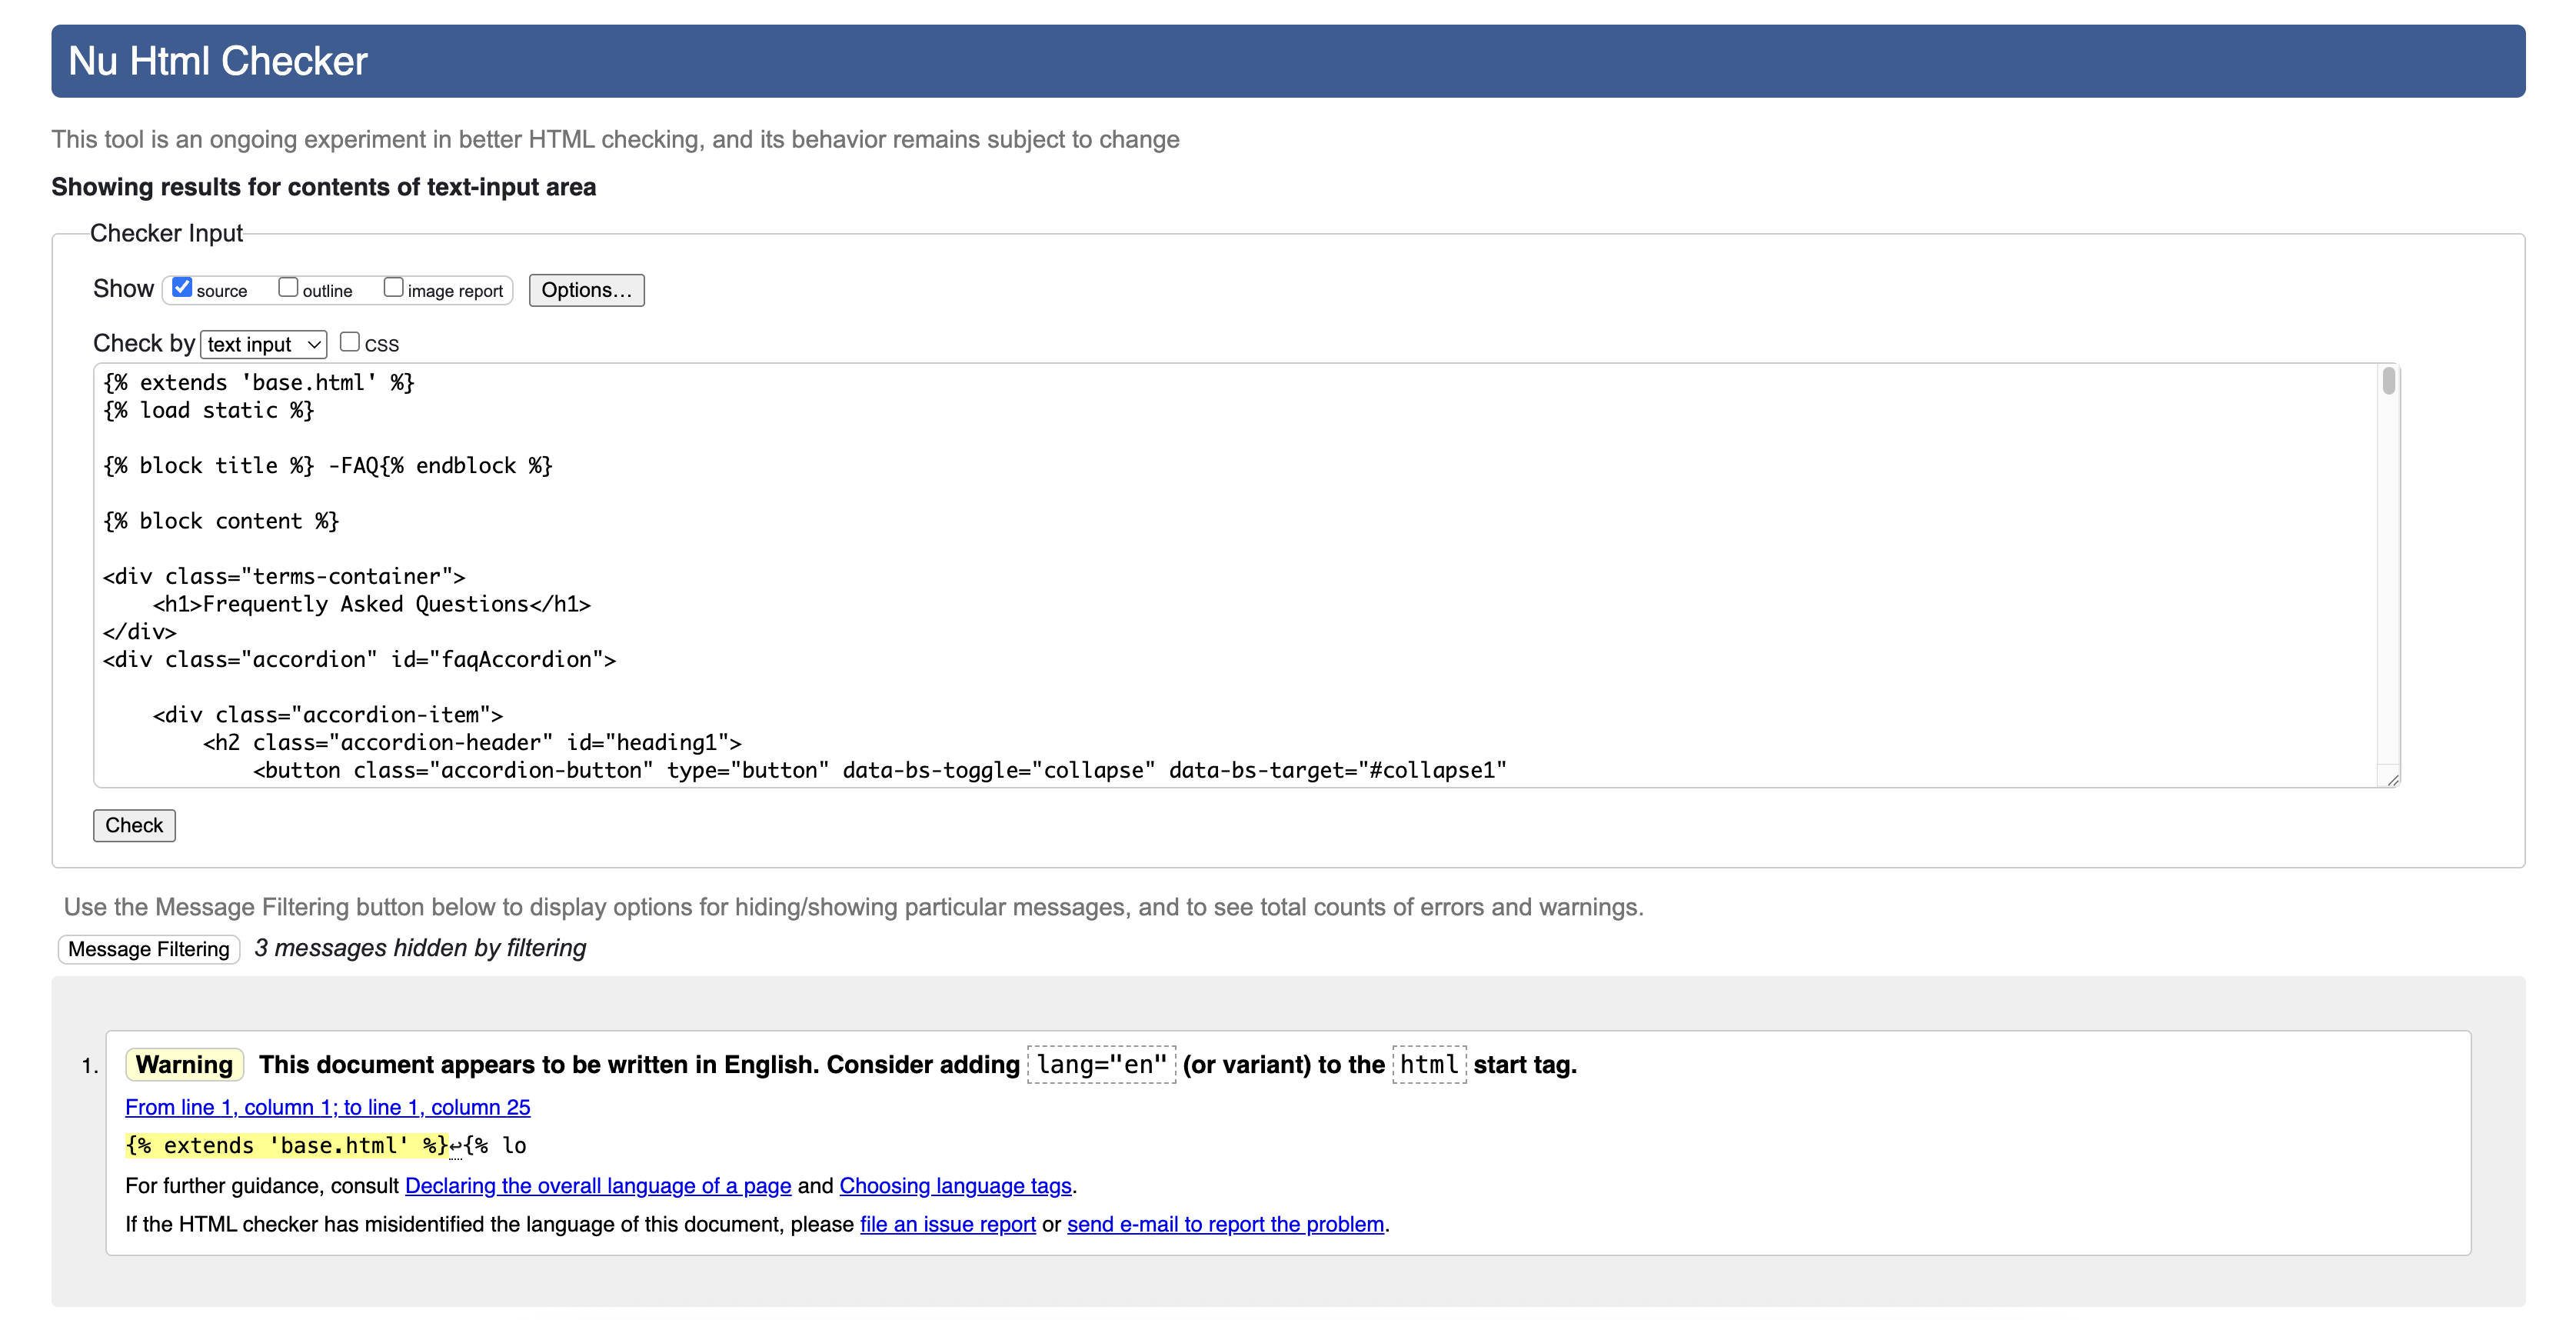 Nu Html Checker
This tool is an ongoing experiment in better HTML checking, and its behavior remains subject to change
Showing results for contents of text-input area
Checker Input
Show source outline image report Options...
Check by text input CSS
{% extends 'base.html' %}
{% load static %}
{% block title %} -FAQ{% endblock %}
{% block content %}
<div class="terms-container">
    <h1>Frequently Asked Questions</h1>
</div>
<div class="accordion" id="faqAccordion">
    <div class="accordion-item">
        <h2 class="accordion-header" id="heading1">
            <button class="accordion-button" type="button" data-bs-toggle="collapse" data-bs-target="#collapse1"
Check
Use the Message Filtering button below to display options for hiding/showing particular messages, and to see total counts of errors and warnings.
Message Filtering 3 messages hidden by filtering
1. Warning This document appears to be written in English. Consider adding lang="en" (or variant) to the html start tag.
From line 1, column 1; to line 1, column 25
{% extends 'base.html' %}↩{% lo
For further guidance, consult Declaring the overall language of a page and Choosing language tags.
If the HTML checker has misidentified the language of this document, please file an issue report or send e-mail to report the problem.